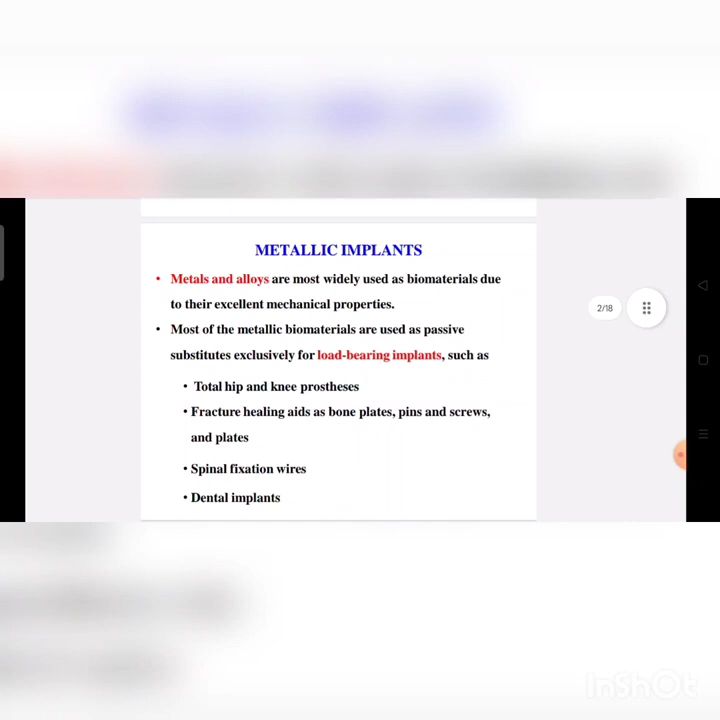 METALLIC IMPLANTS
• Metals and alloys are most widely used as biomaterials due
to their excellent mechanical properties.
• Most of the metallic biomaterials are used as passive
substitutes exclusively for load-bearing implants, such as
• Total hip and knee prostheses
• Fracture healing aids as bone plates, pins and screws,
and plates
• Spinal fixation wires
• Dental implants
2/18
InShOt